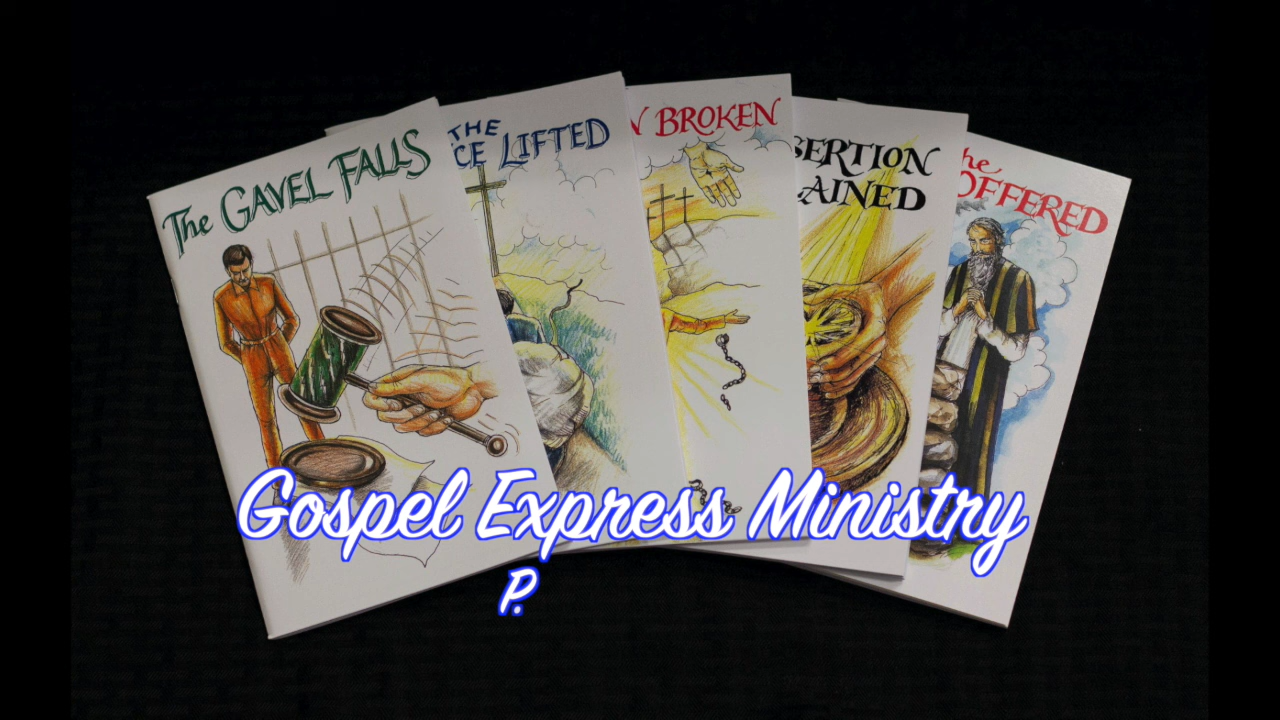 The GAVEL FALLS
THE
CE LIFTED
N BROKEN
SERTION
AINED
he
OFFERED
Gospel Express Ministry
P.